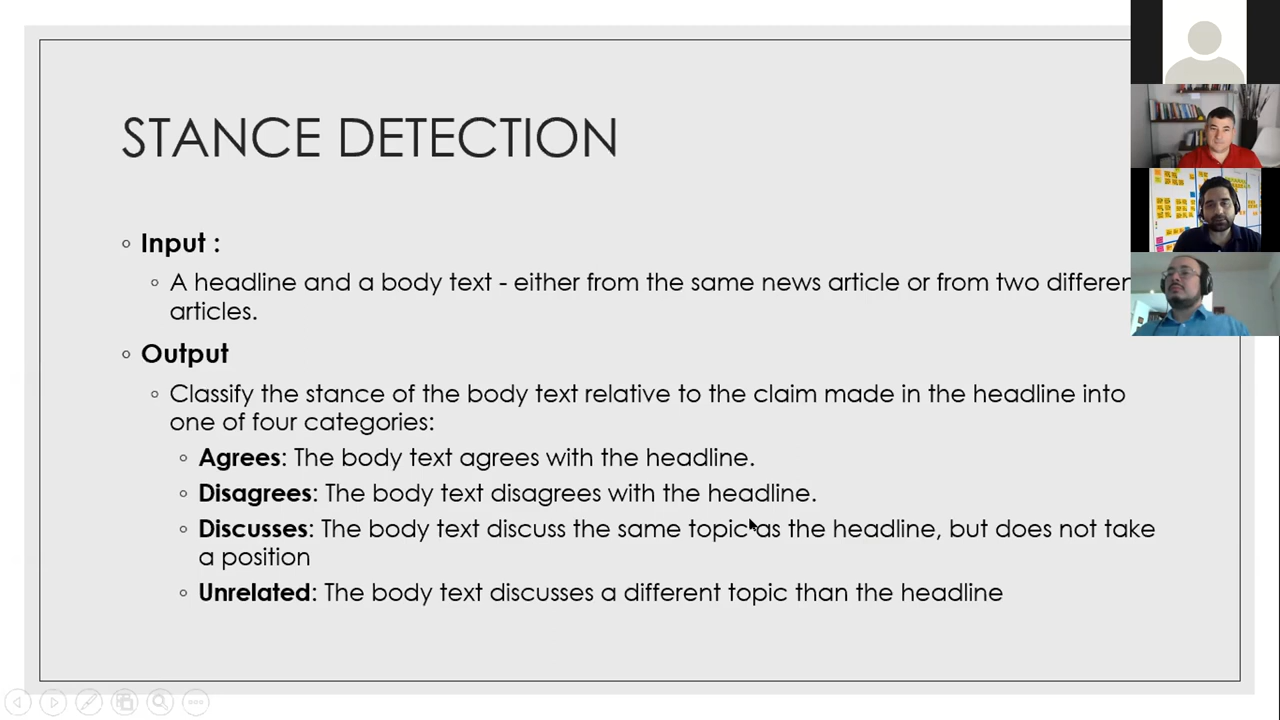 STANCE DETECTION
Input :
A headline and a body text - either from the same news article or from two differen
articles.
Output
Classify the stance of the body text relative to the claim made in the headline into
one of four categories:
Agrees: The body text agrees with the headline.
Disagrees: The body text disagrees with the headline.
Discusses: The body text discuss the same topic as the headline, but does not take
a position
Unrelated: The body text discusses a different topic than the headline